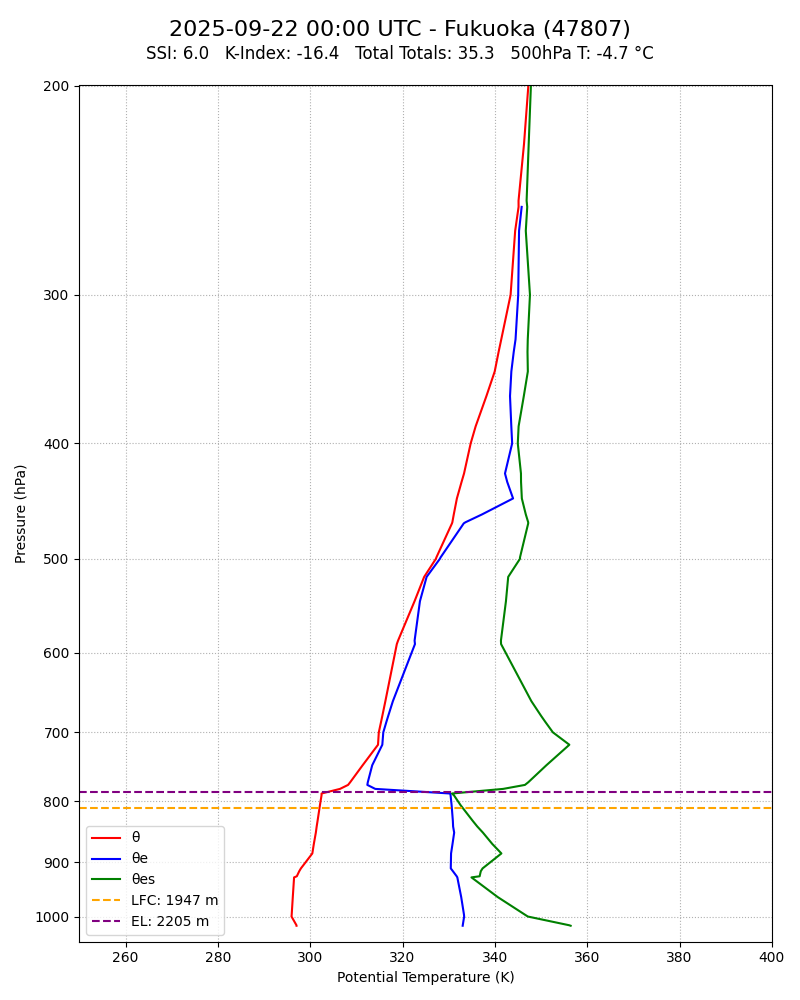 2025-09-22 00:00 UTC - Fukuoka (47807)
SSI: 6.0   K-Index: -16.4   Total Totals: 35.3   500hPa T: -4.7 °C
200
300
400
500
600
700
800
900
1000
Pressure (hPa)
θ
θe
θes
LFC: 1947 m
EL: 2205 m
260
280
300
320
340
360
380
400
Potential Temperature (K)